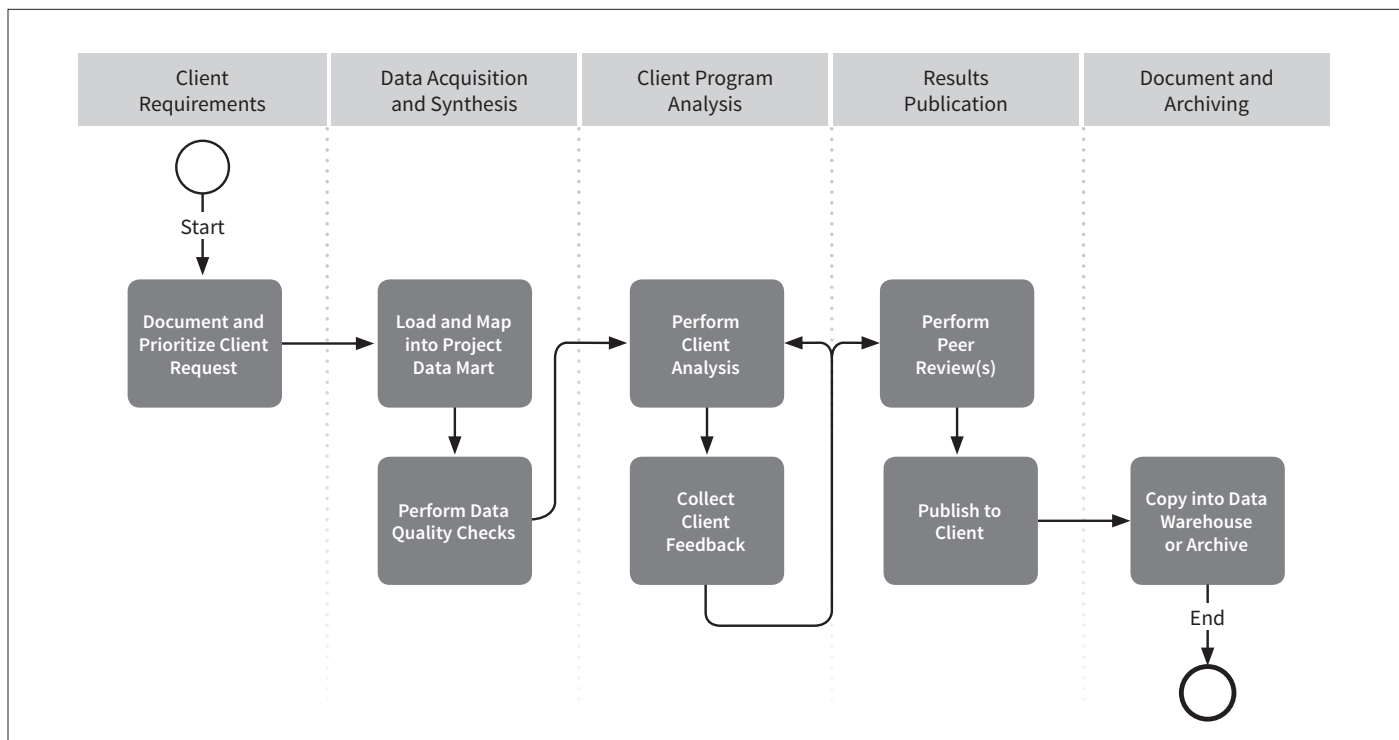 Client
Requirements
Data Acquisition
and Synthesis
Client Program
Analysis
Results
Publication
Document and
Archiving
Start
Document and
Prioritize Client
Request
Load and Map
into Project
Data Mart
Perform
Client
Analysis
Perform
Peer
Review(s)
Perform Data
Quality Checks
Collect
Client
Feedback
Publish to
Client
Copy into Data
Warehouse
or Archive
End